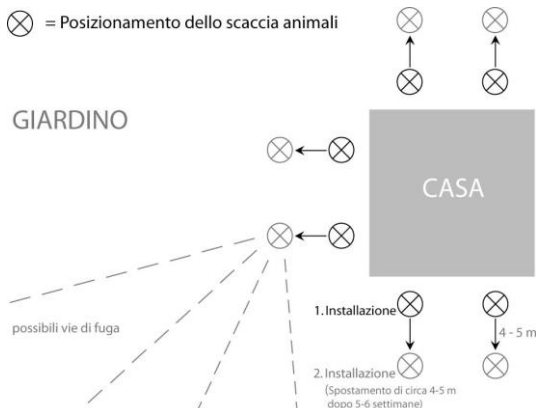 = Posizionamento dello scaccia animali
GIARDINO
CASA
1. Installazione
4 - 5 m
possibili vie di fuga
2. Installazione
(Spostamento di circa 4-5 m
dopo 5-6 settimane)